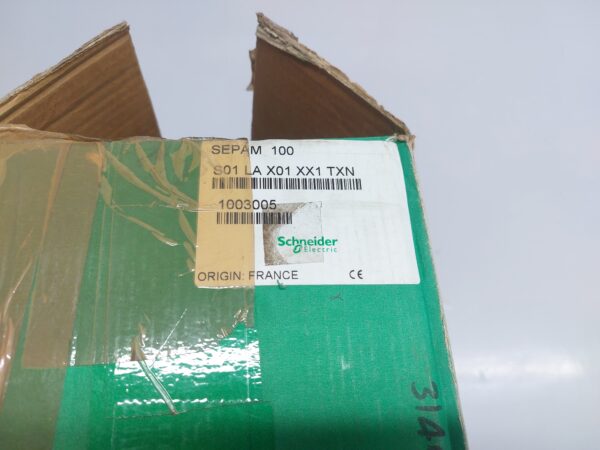 SEPAM 100
S01 LA X01 XX1 TXN
1003005
Schneider
Electric
ORIGIN: FRANCE CE